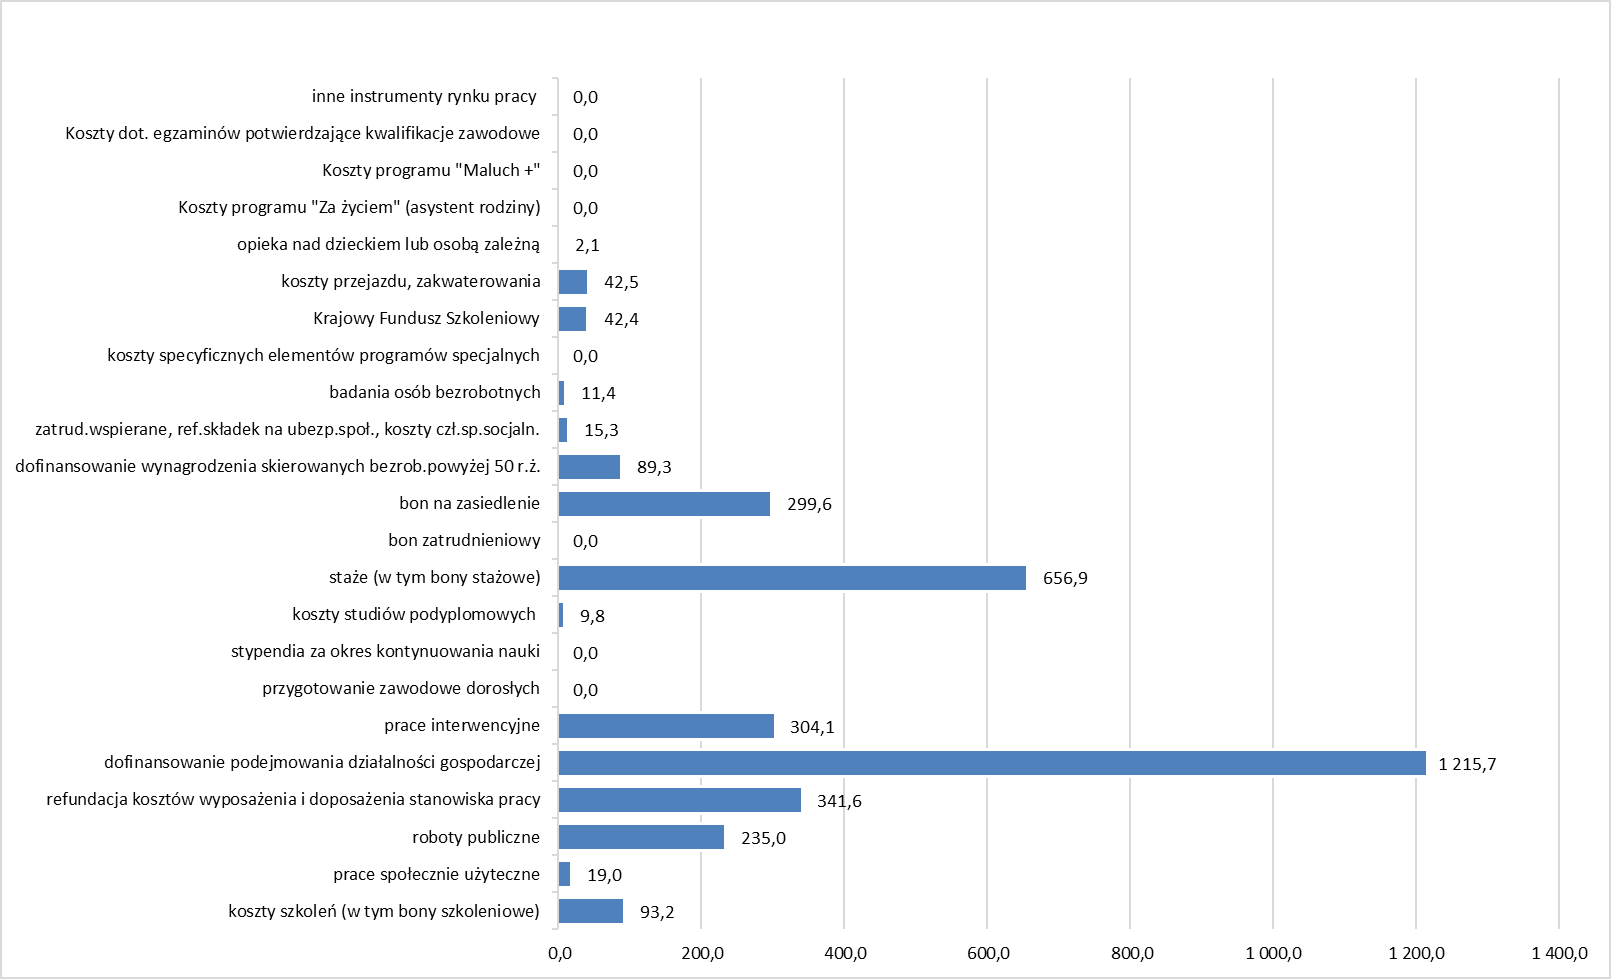 inne instrumenty rynku pracy 0,0
Koszty dot. egzaminów potwierdzające kwalifikacje zawodowe 0,0
Koszty programu "Maluch +" 0,0
Koszty programu "Za życiem" (asystent rodziny) 0,0
opieka nad dzieckiem lub osobą zależną 2,1
koszty przejazdu, zakwaterowania 42,5
Krajowy Fundusz Szkoleniowy 42,4
koszty specyficznych elementów programów specjalnych 0,0
badania osób bezrobotnych 11,4
zatrud.wspierane, ref.składek na ubezp.społ., koszty czł.sp.socjaln. 15,3
dofinansowanie wynagrodzenia skierowanych bezrob.powyżej 50 r.ż. 89,3
bon na zasiedlenie 299,6
bon zatrudnieniowy 0,0
staże (w tym bony stażowe) 656,9
koszty studiów podyplomowych 9,8
stypendia za okres kontynuowania nauki 0,0
przygotowanie zawodowe dorosłych 0,0
prace interwencyjne 304,1
dofinansowanie podejmowania działalności gospodarczej 1 215,7
refundacja kosztów wyposażenia i doposażenia stanowiska pracy 341,6
roboty publiczne 235,0
prace społecznie użyteczne 19,0
koszty szkoleń (w tym bony szkoleniowe) 93,2
0,0 200,0 400,0 600,0 800,0 1 000,0 1 200,0 1 400,0